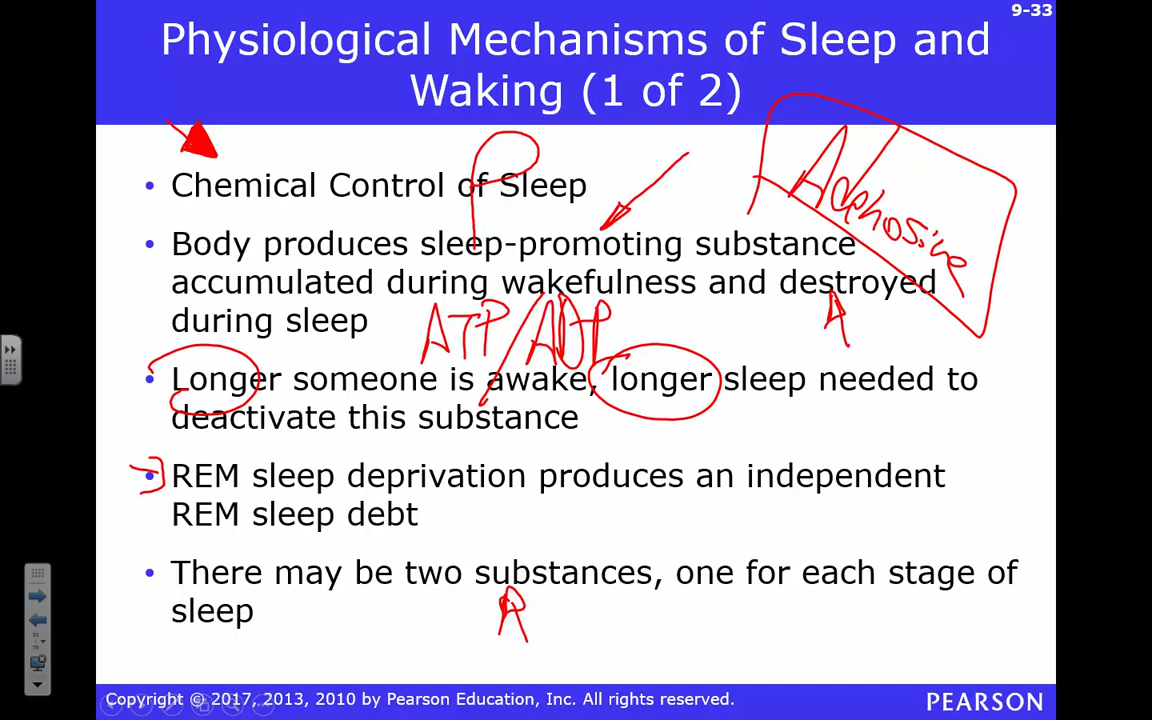 9-33
Physiological Mechanisms of Sleep and
Waking (1 of 2)
• Chemical Control of Sleep
P
Adenosine
• Body produces sleep-promoting substance
accumulated during wakefulness and destroyed
during sleep
ATP/ADP
• Longer someone is awake, longer sleep needed to
deactivate this substance
• REM sleep deprivation produces an independent
REM sleep debt
• There may be two substances, one for each stage of
sleep
Copyright © 2017, 2013, 2010 by Pearson Education, Inc. All rights reserved.
PEARSON